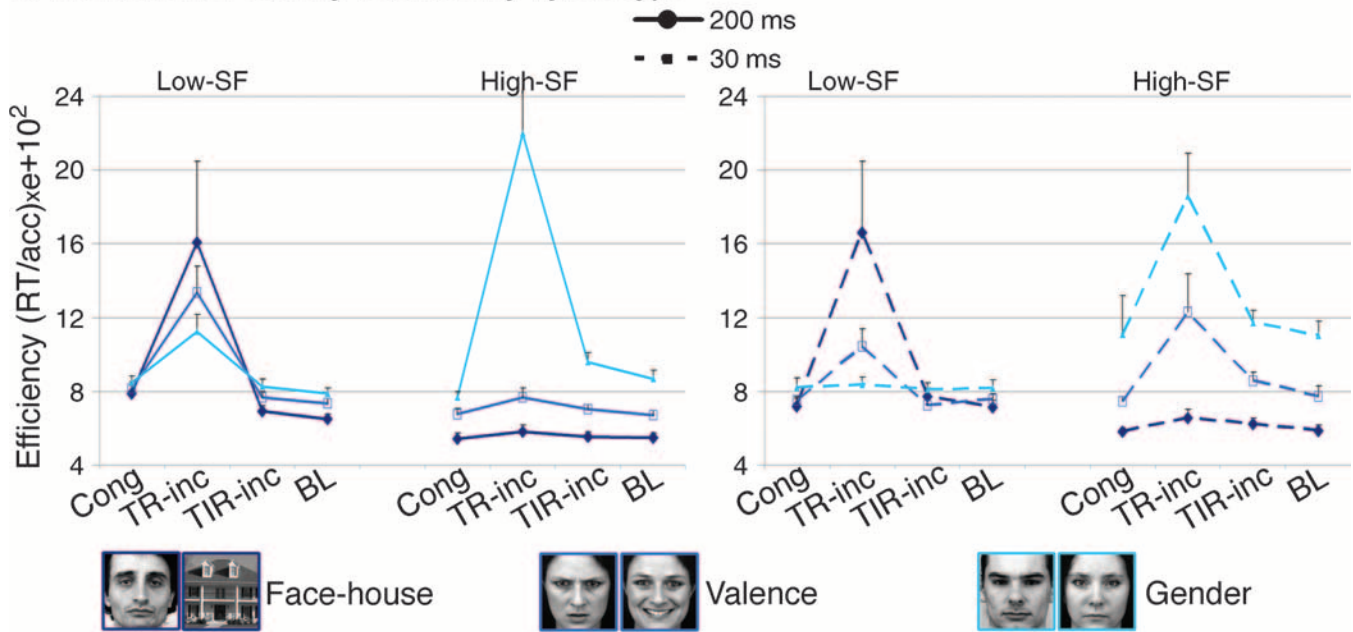 200 ms
30 ms
Low-SF High-SF Low-SF High-SF
Efficiency (RT/acc)xe+10²
24 24
20 20
16 16
12 12
8 8
4 4
Cong TR-inc TIR-inc BL Cong TR-inc TIR-inc BL Cong TR-inc TIR-inc BL Cong TR-inc TIR-inc BL
Face-house Valence Gender